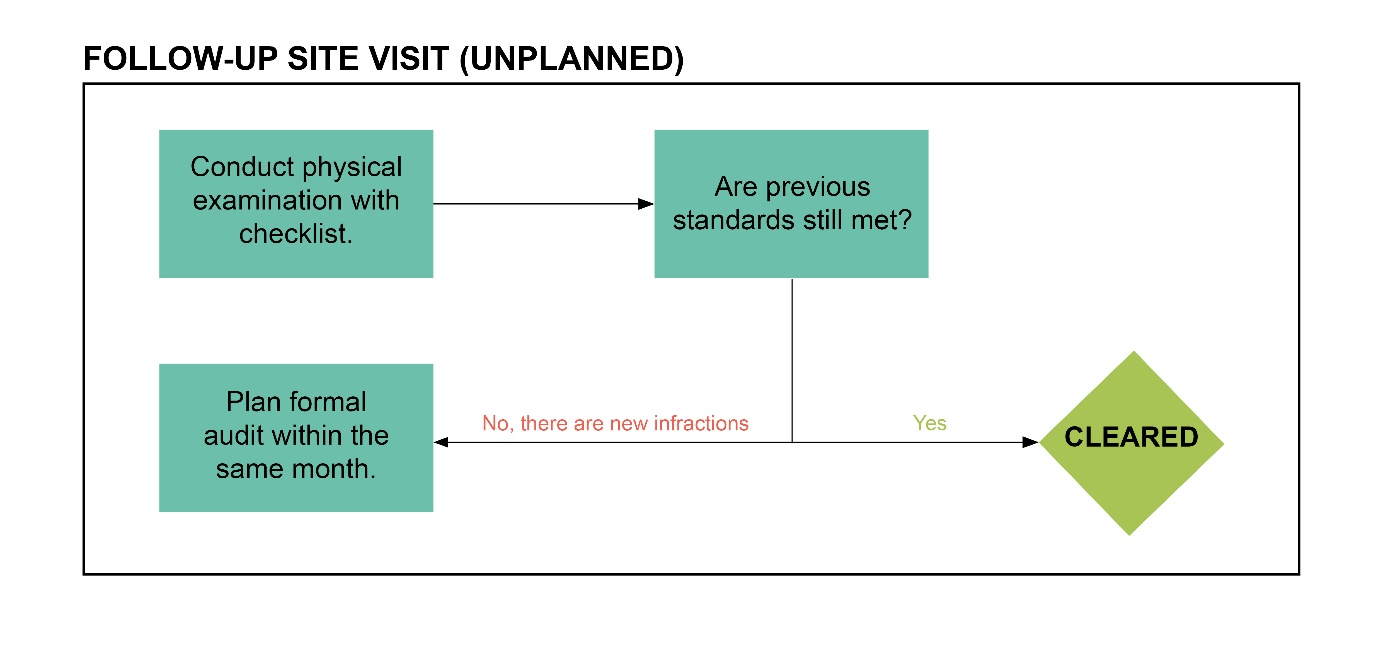 FOLLOW-UP SITE VISIT (UNPLANNED)
Conduct physical
examination with
checklist.
Are previous
standards still met?
No, there are new infractions
Yes
Plan formal
audit within the
same month.
CLEARED